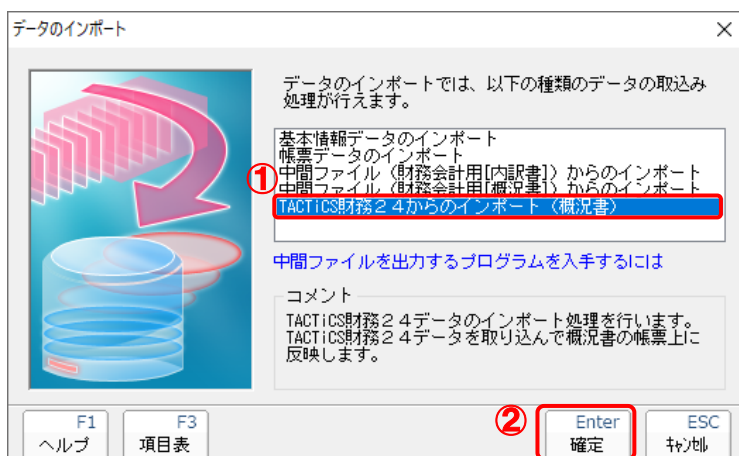 データのインポート
データのインポートでは、以下の種類のデータの取込み
処理が行えます。
基本情報データのインポート
帳票データのインポート
中間ファイル（財務会計用[内訳書]）からのインポート
中間ファイル（財務会計用[概況書]）からのインポート
①
TACTiCS財務２４からのインポート（概況書）
中間ファイルを出力するプログラムを入手するには
コメント
TACTiCS財務２４データのインポート処理を行います。
TACTiCS財務２４データを取り込んで概況書の帳票上に
反映します。
F1
ヘルプ
F3
項目表
②
Enter
確定
ESC
ｷｬﾝｾﾙ